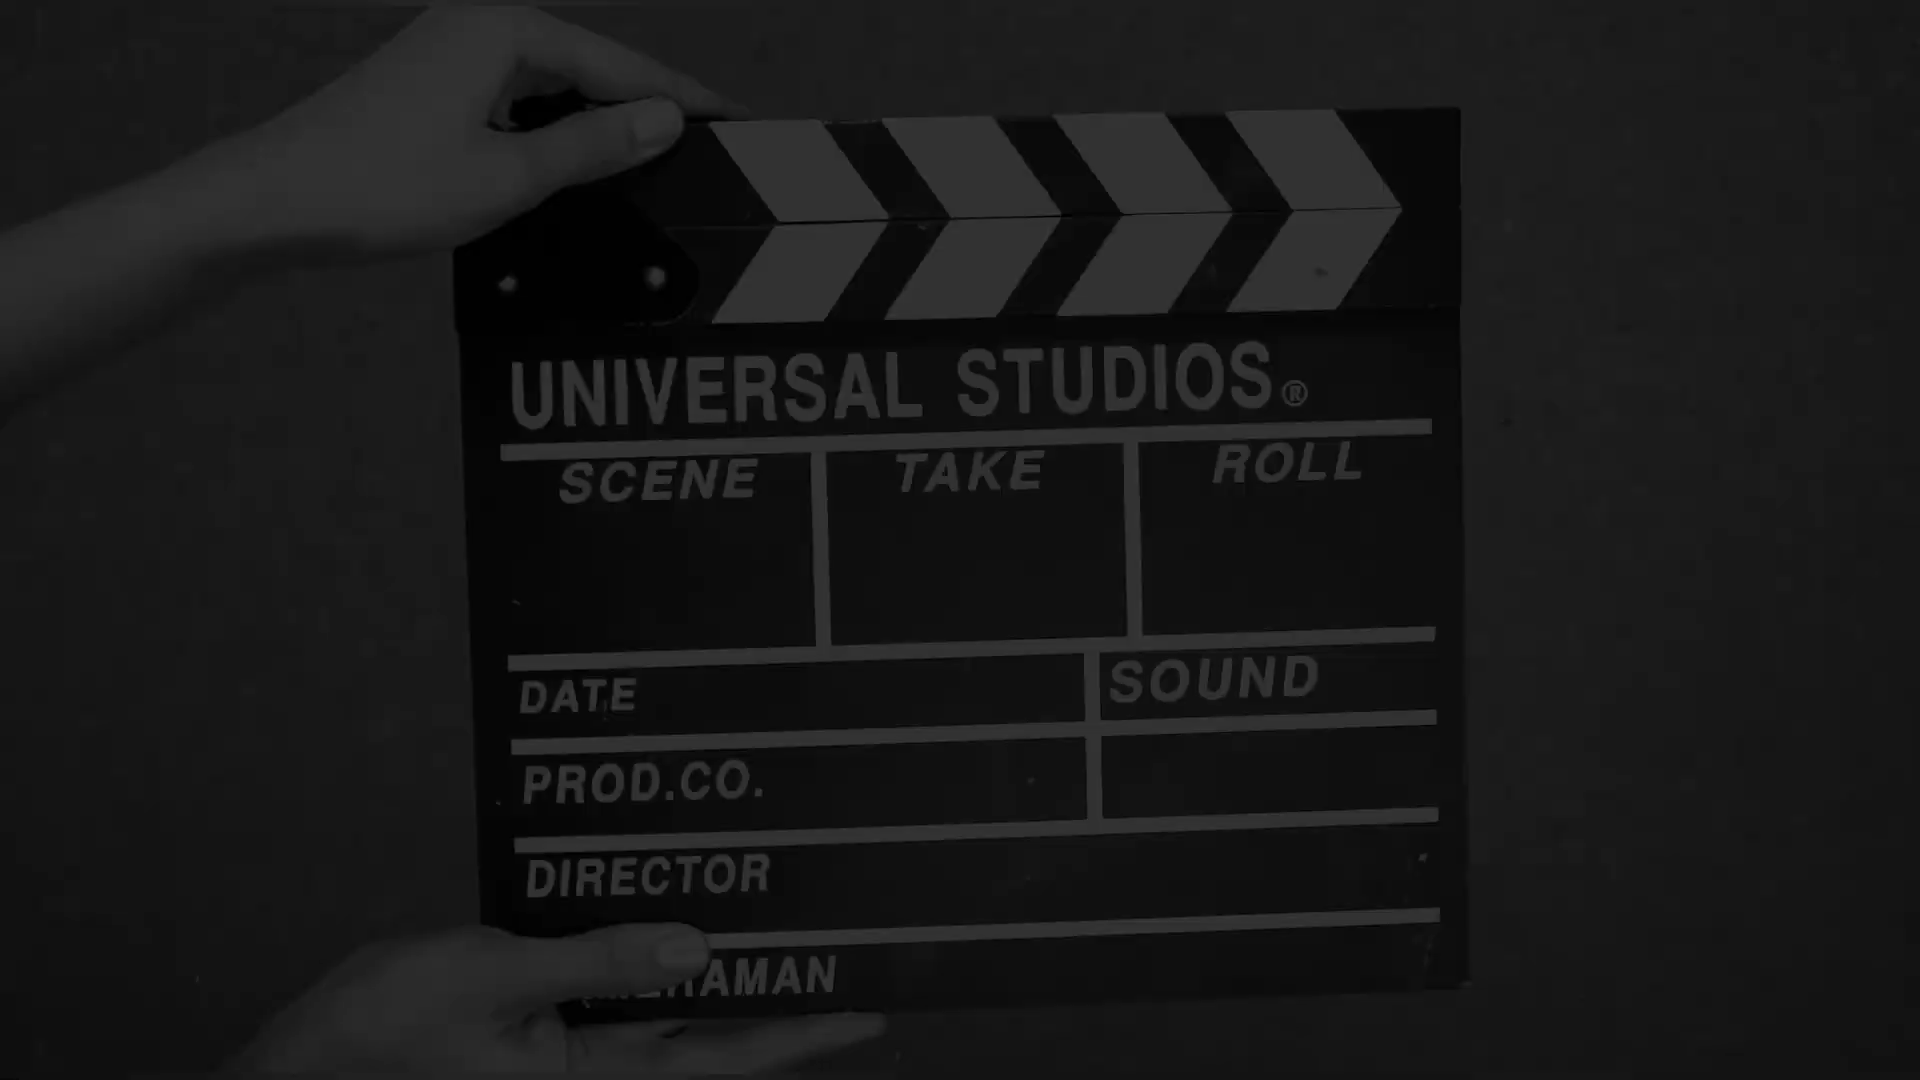 UNIVERSAL STUDIOS®
SCENE TAKE ROLL
DATE SOUND
PROD.CO.
DIRECTOR